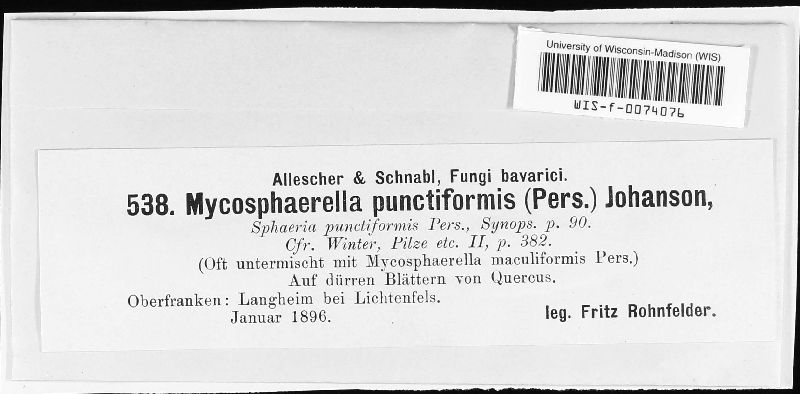 University of Wisconsin-Madison (WIS)
WIS-f-0074076
Allescher & Schnabl, Fungi bavarici.
538. Mycosphaerella punctiformis (Pers.) Johanson,
Sphaeria punctiformis Pers., Synops. p. 90.
Cfr. Winter, Pilze etc. II, p. 382.
(Oft untermischt mit Mycosphaerella maculiformis Pers.)
Auf dürren Blättern von Quercus.
Oberfranken: Langheim bei Lichtenfels.
Januar 1896.
leg. Fritz Rohnfelder.